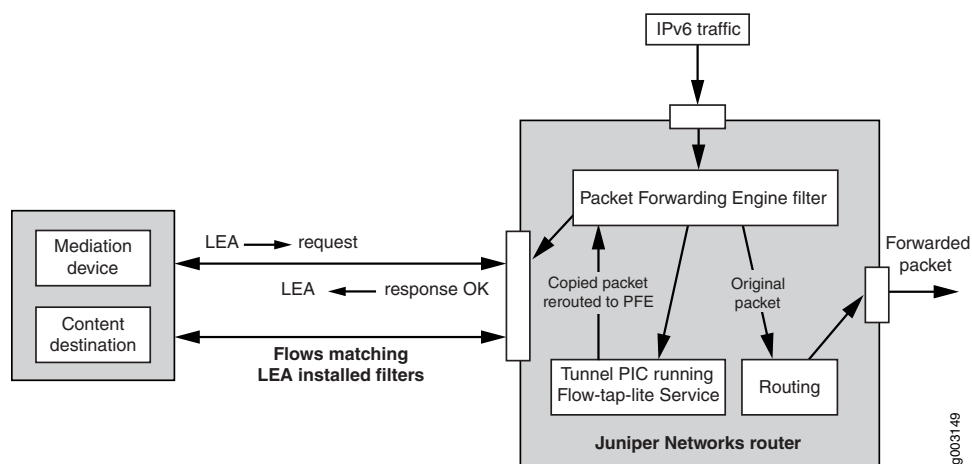 IPv6 traffic
Packet Forwarding Engine filter
Mediation
device
Content
destination
LEA
request
LEA
response OK
Flows matching
LEA installed filters
Copied packet
rerouted to PFE
Original
packet
Forwarded
packet
Tunnel PIC running
Flow-tap-lite Service
Routing
Juniper Networks router
g003149